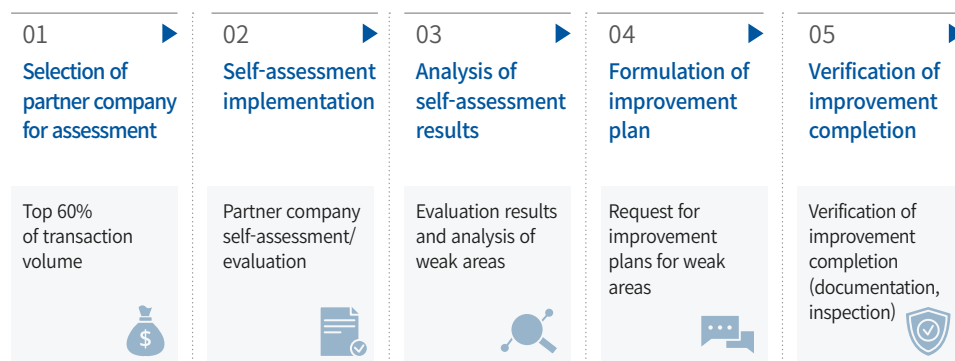 01
Selection of
partner company
for assessment
Top 60%
of transaction
volume
$
02
Self-assessment
implementation
Partner company
self-assessment/
evaluation
03
Analysis of
self-assessment
results
Evaluation results
and analysis of
weak areas
04
Formulation of
improvement
plan
Request for
improvement
plans for weak
areas
05
Verification of
improvement
completion
Verification of
improvement
completion
(documentation,
inspection)